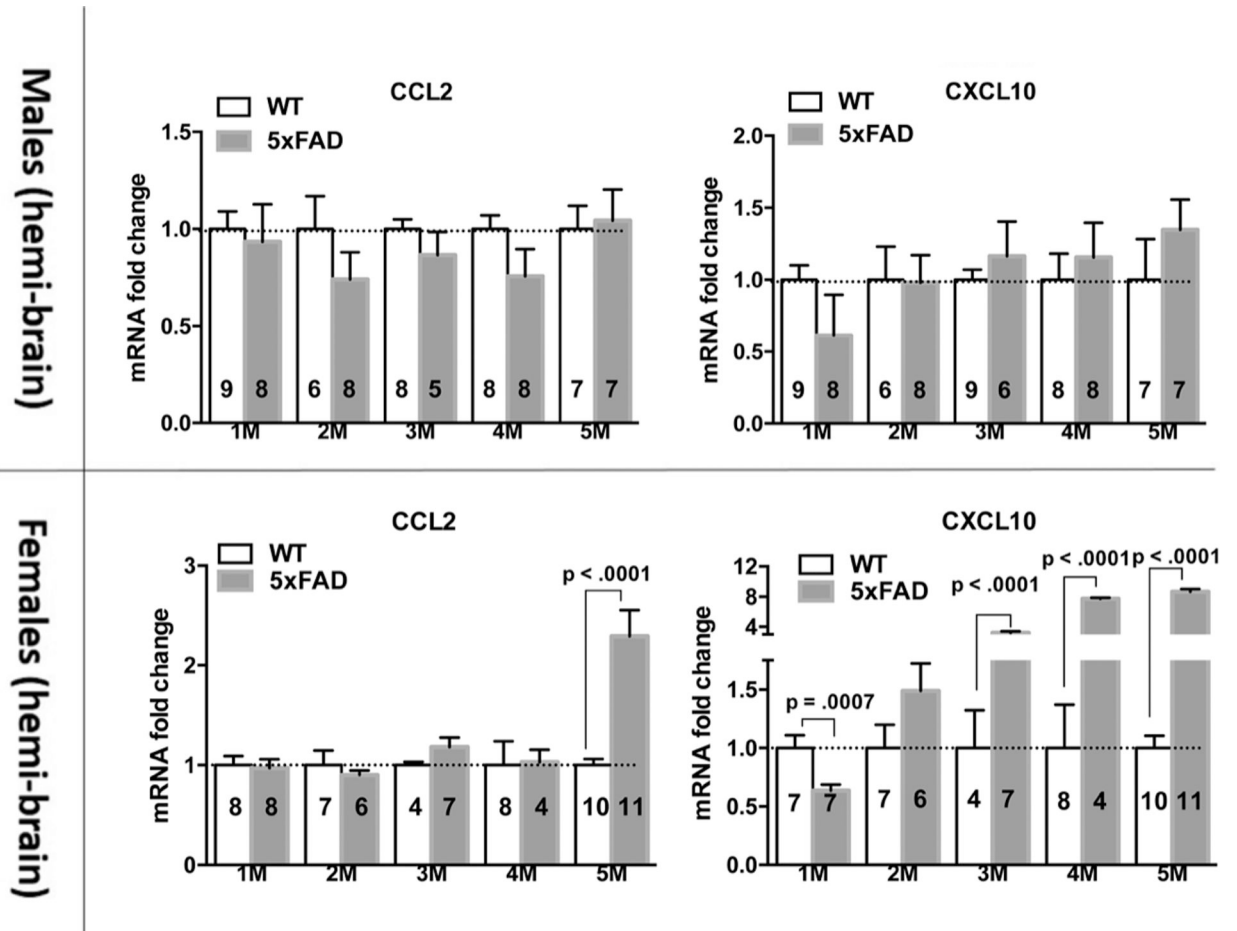 Males (hemi-brain)
CCL2
WT
5xFAD
mRNA fold change
1.5
1.0
0.5
0.0
9 8 6 8 8 5 8 8 7 7
1M 2M 3M 4M 5M
CXCL10
WT
5xFAD
mRNA fold change
2.0
1.5
1.0
0.5
0.0
9 8 6 8 9 6 8 8 7 7
1M 2M 3M 4M 5M
Females (hemi-brain)
CCL2
WT
5xFAD
mRNA fold change
3
2
1
0
p < .0001
8 8 7 6 4 7 8 4 10 11
1M 2M 3M 4M 5M
CXCL10
WT
5xFAD
mRNA fold change
12
8
4
1.5
1.0
0.5
0.0
p = .0007
p < .0001
p < .0001
p < .0001
7 7 7 6 4 7 8 4 10 11
1M 2M 3M 4M 5M